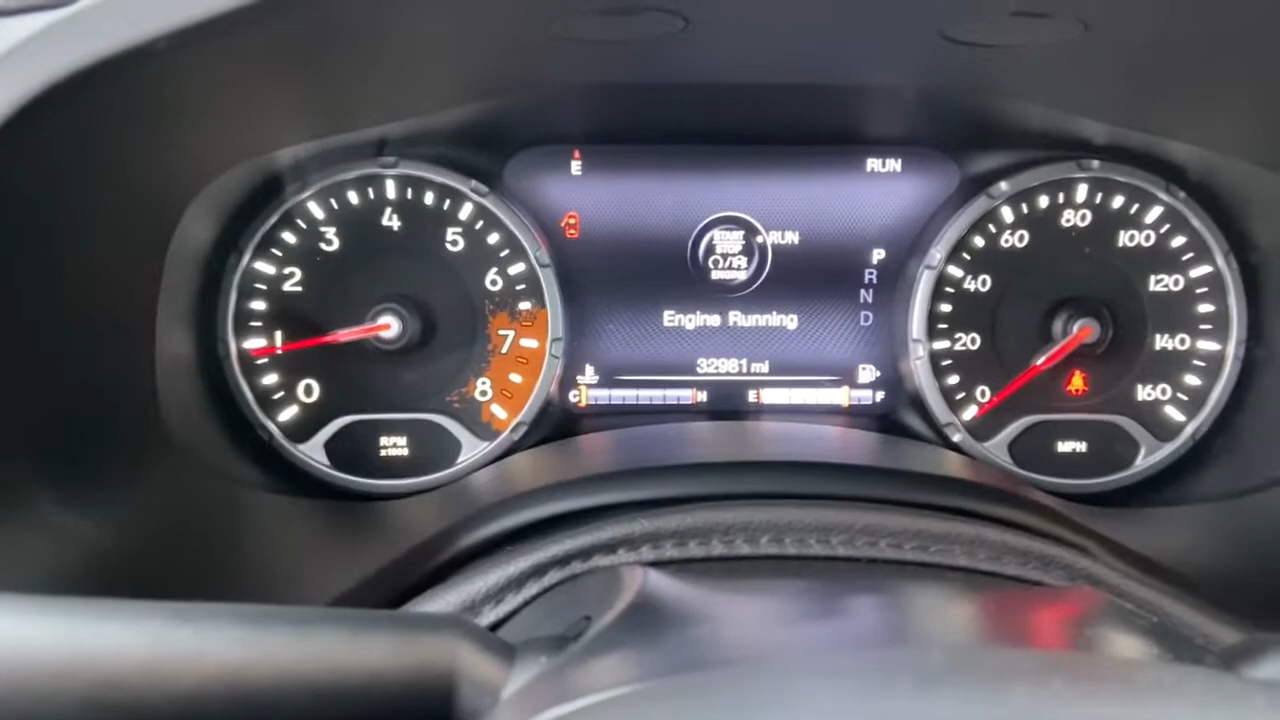 0
1
2
3
4
5
6
7
8
RPM
x1000
E
RUN
START
STOP
ENGINE
RUN
P
R
N
D
Engine Running
32981 mi
C H
E F
0
20
40
60
80
100
120
140
160
MPH